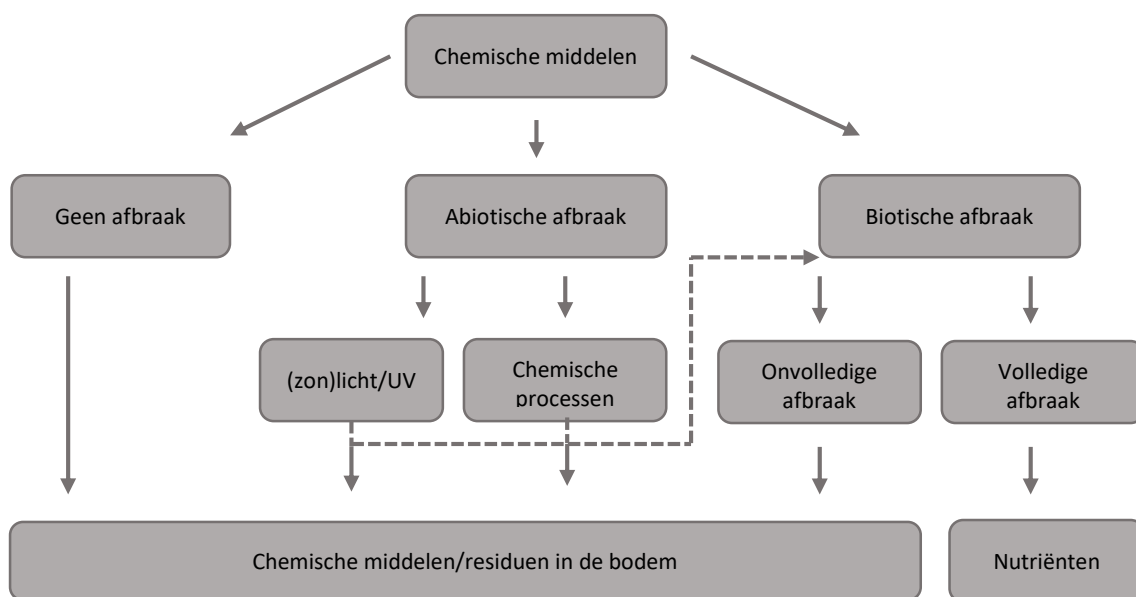 Chemische middelen
Geen afbraak
Abiotische afbraak
Biotische afbraak
(zon)licht/UV
Chemische
processen
Onvolledige
afbraak
Volledige
afbraak
Chemische middelen/residuen in de bodem
Nutriënten